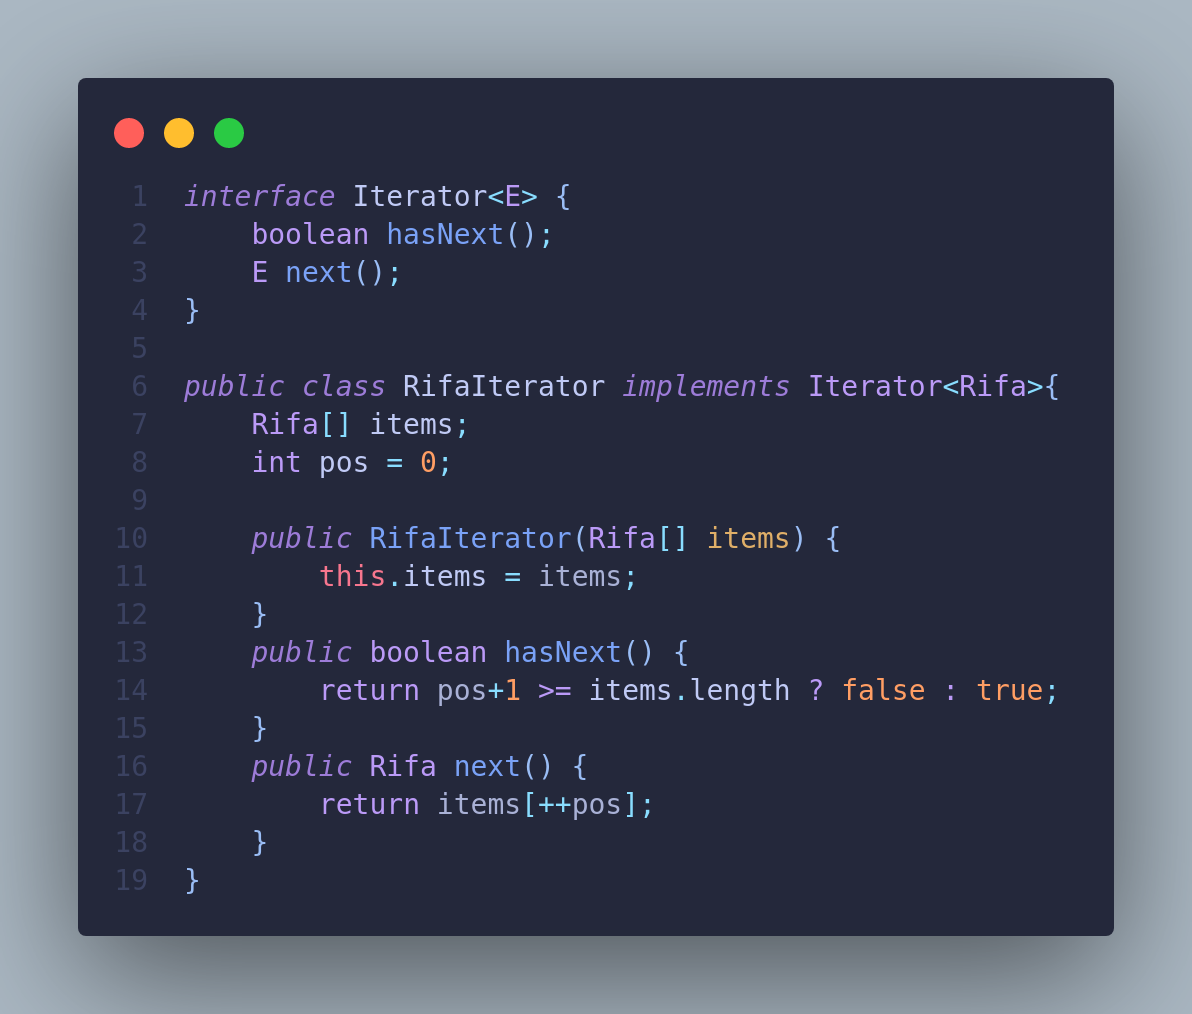 1 interface Iterator<E> {
2     boolean hasNext();
3     E next();
4 }
5
6 public class RifaIterator implements Iterator<Rifa>{
7     Rifa[] items;
8     int pos = 0;
9
10     public RifaIterator(Rifa[] items) {
11         this.items = items;
12     }
13     public boolean hasNext() {
14         return pos+1 >= items.length ? false : true;
15     }
16     public Rifa next() {
17         return items[++pos];
18     }
19 }